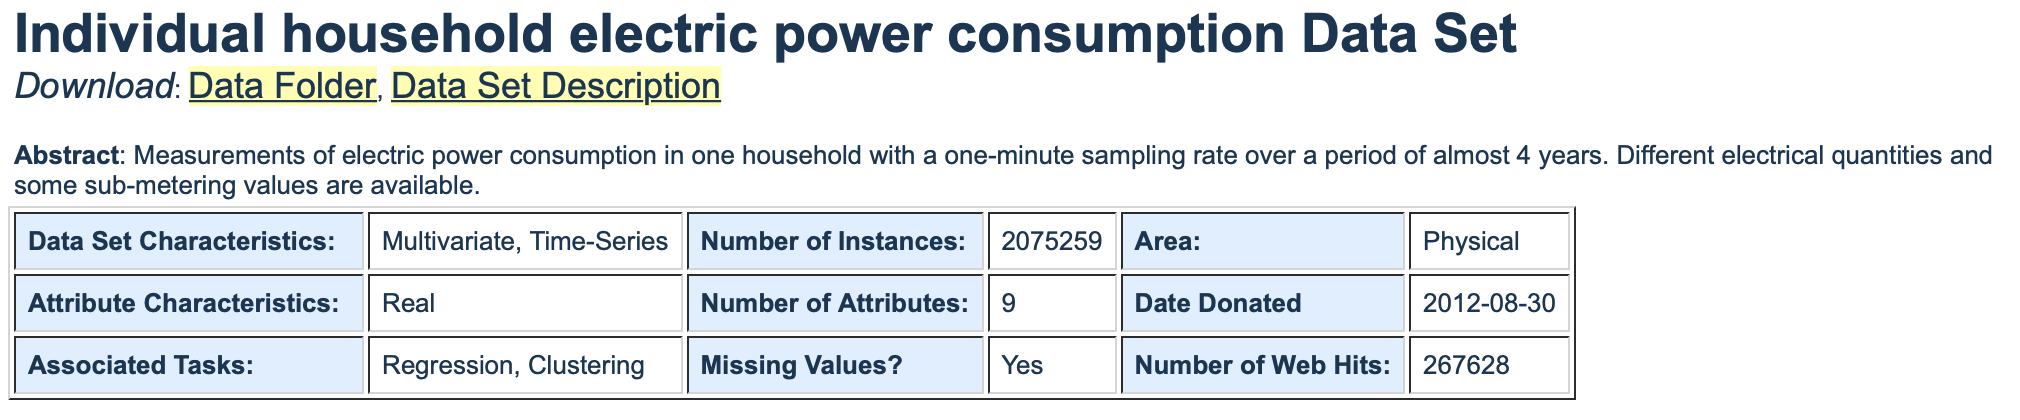 Individual household electric power consumption Data Set
Download: Data Folder, Data Set Description
Abstract: Measurements of electric power consumption in one household with a one-minute sampling rate over a period of almost 4 years. Different electrical quantities and
some sub-metering values are available.
Data Set Characteristics: Multivariate, Time-Series Number of Instances: 2075259 Area: Physical
Attribute Characteristics: Real Number of Attributes: 9 Date Donated 2012-08-30
Associated Tasks: Regression, Clustering Missing Values? Yes Number of Web Hits: 267628